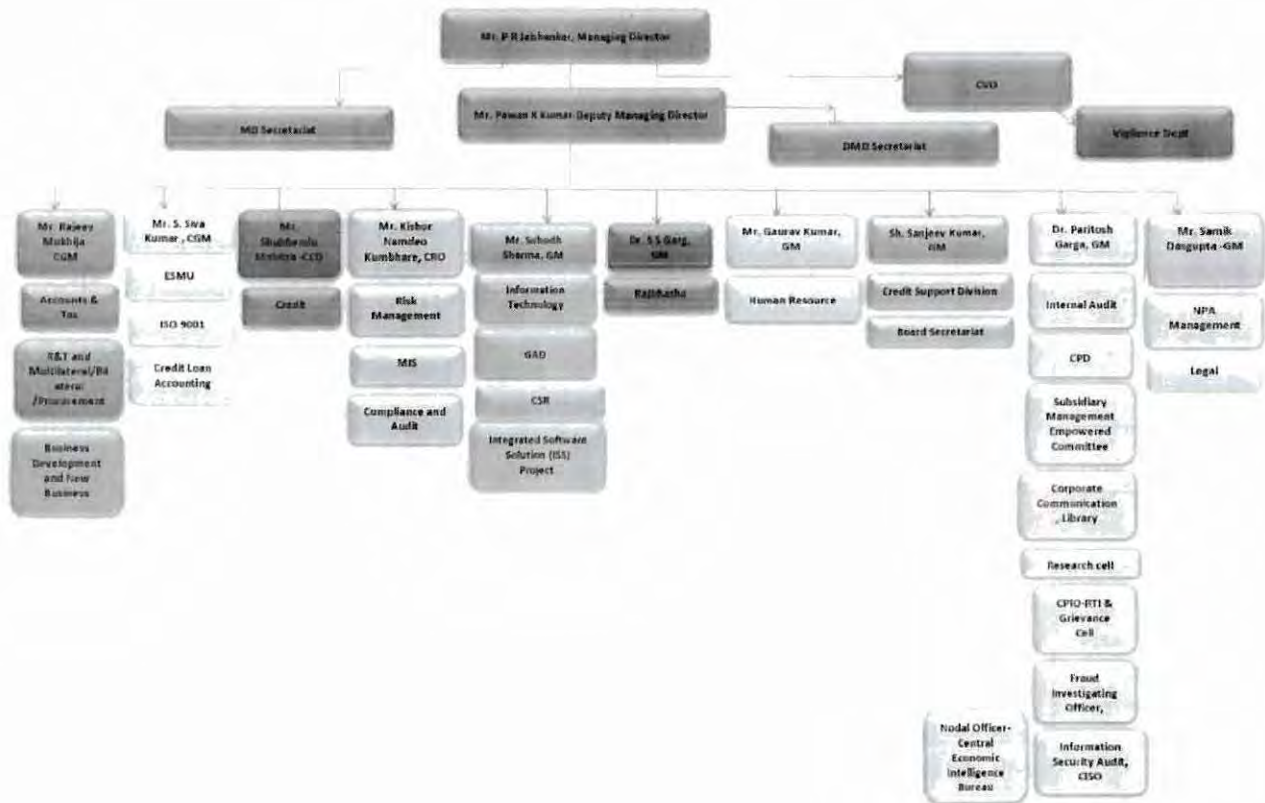 Mr. P R Jaishankar, Managing Director
CVO
MD Secretariat
Mr. Pawan K Kumar Deputy Managing Director
DMD Secretariat
Vigilance Dept
Mr. Rajeev
Mukhija
CGM
Accounts &
Tax
R&T and
Multilateral/Bil
ateral
/Procurement
Business
Development
and New
Business
Mr. S. Siva
Kumar , CGM
ESMU
ISO 9001
Credit Loan
Accounting
Mr.
-CCO
Credit
Mr. Kishor
Namdeo
Kumbhare, CRO
Risk
Management
MIS
Compliance and
Audit
Mr. Subodh
Sharma, GM
Information
Technology
GAD
CSR
Integrated Software
Solution (ISS)
Project
Dr. S S Garg,
GM
Rajbhasha
Mr. Gaurav Kumar,
GM
Human Resource
Sh. Sanjeev Kumar,
GM
Credit Support Division
Board Secretariat
Dr. Paritosh
Garga, GM
Internal Audit
CPD
Subsidiary
Management
Empowered
Committee
Corporate
Communication
, Library
Research cell
CPIO-RTI &
Grievance
Cell
Fraud
Investigating
Officer,
Information
Security Audit,
CISO
Nodal Officer-
Central
Economic
Intelligence
Bureau
Mr. Samik
Dasgupta -GM
NPA
Management
Legal